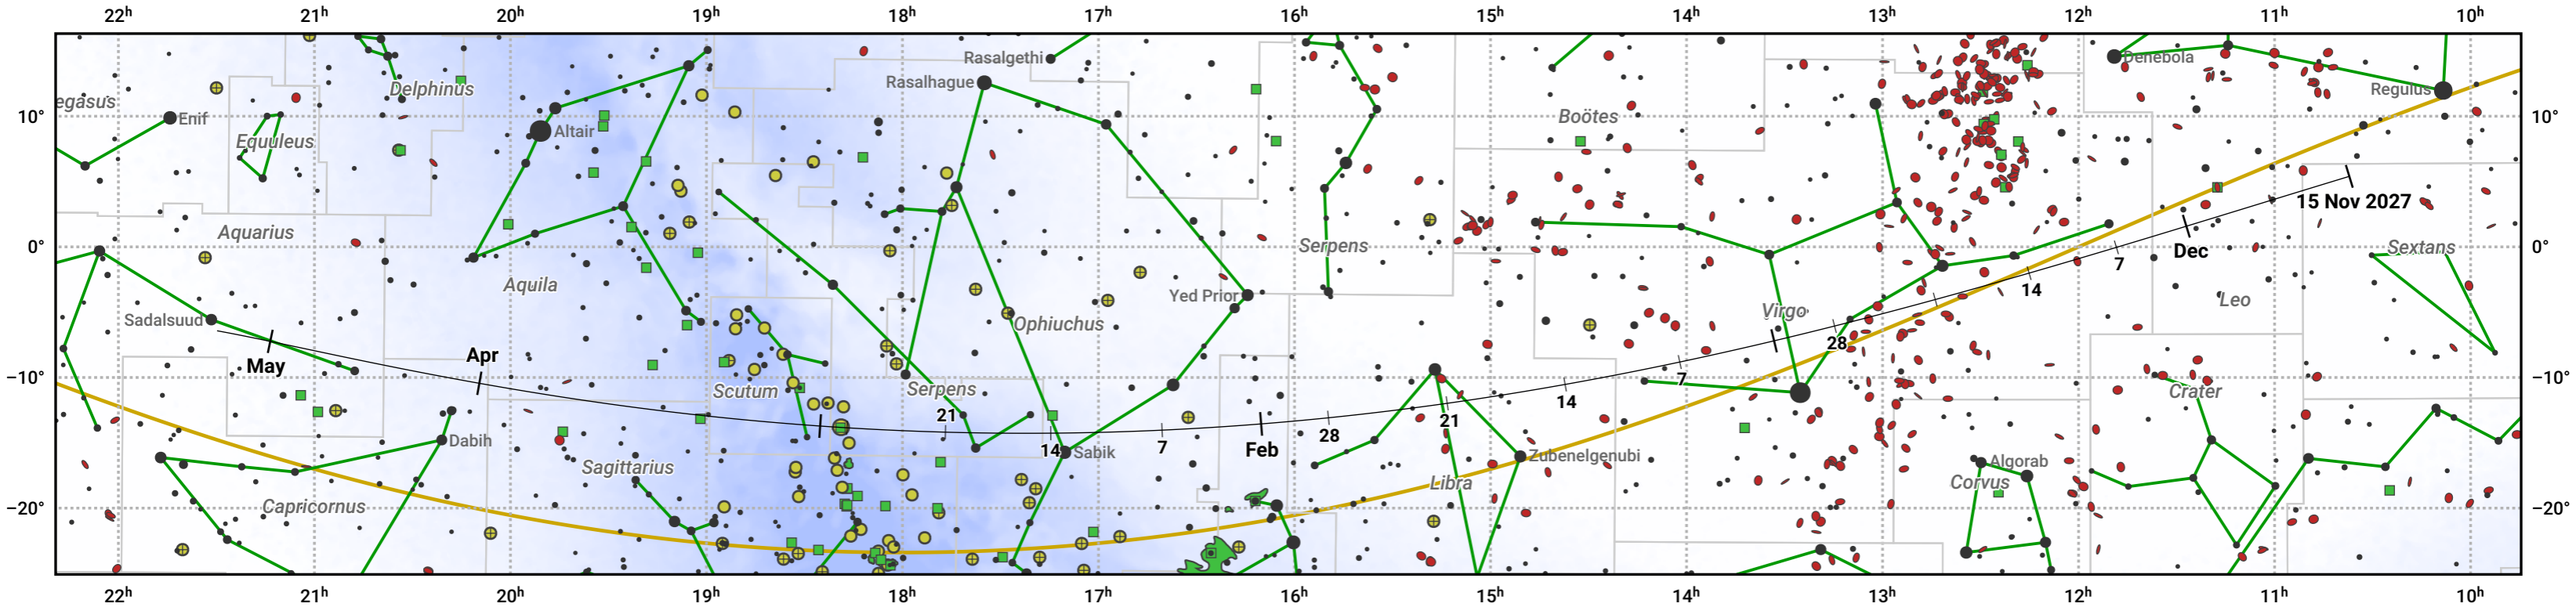 22ʰ 21ʰ 20ʰ 19ʰ 18ʰ 17ʰ 16ʰ 15ʰ 14ʰ 13ʰ 12ʰ 11ʰ 10ʰ
Rasalgethi Denebola
Rasalhague Delphinus Regulus
egasus
10° Enif Altair Boötes 10°
Equuleus
15 Nov 2027
Aquarius
0° Serpens Dec Sextans 0°
7
Aquila 14
Yed Prior Leo
Sadalsuud Ophiuchus Virgo
28
Apr
May
−10° Scutum Serpens 7 −10°
Crater
14
21 21
28
14 7 Feb
Dabih Sabik Zubenelgenubi
Sagittarius Algorab
Libra Corvus
Capricornus
−20° −20°
22ʰ 21ʰ 20ʰ 19ʰ 18ʰ 17ʰ 16ʰ 15ʰ 14ʰ 13ʰ 12ʰ 11ʰ 10ʰ